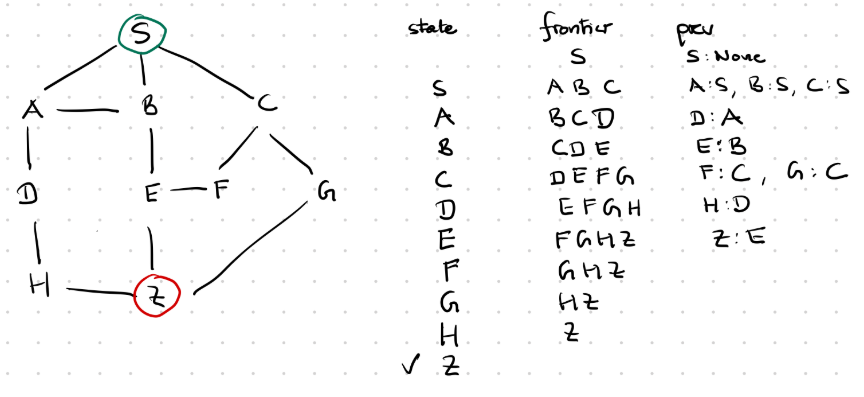 S
A B C
D E F G
H Z
state frontier prev
S S:None
S A B C A:S, B:S, C:S
A B C D D:A
B C D E E:B
C D E F G F:C, G:C
D E F G H H:D
E F G H Z Z:E
F G H Z
G H Z
H Z
✓ Z